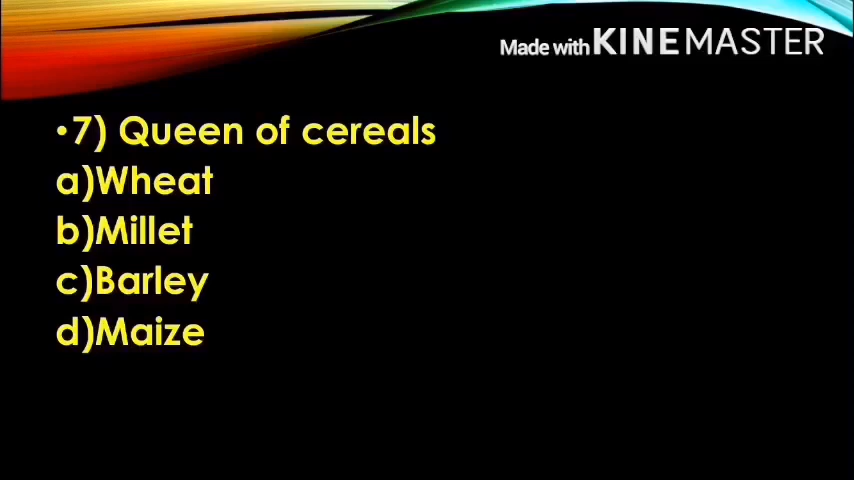 Made with KINEMASTER
•7) Queen of cereals
a)Wheat
b)Millet
c)Barley
d)Maize